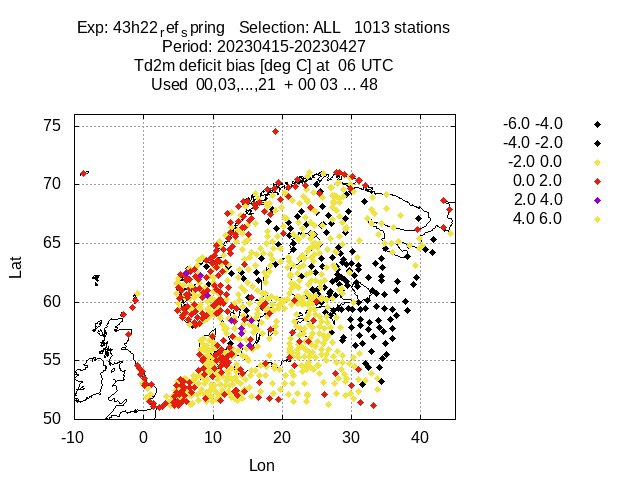 Exp: 43h22ref spring   Selection: ALL   1013 stations
Period: 20230415-20230427
Td2m deficit bias [deg C] at  06 UTC
Used  00,03,...,21  + 00 03 ... 48
75
70
65
60
55
50
-10 0 10 20 30 40
Lat
Lon
-6.0 -4.0
-4.0 -2.0
-2.0 0.0
0.0 2.0
2.0 4.0
4.0 6.0